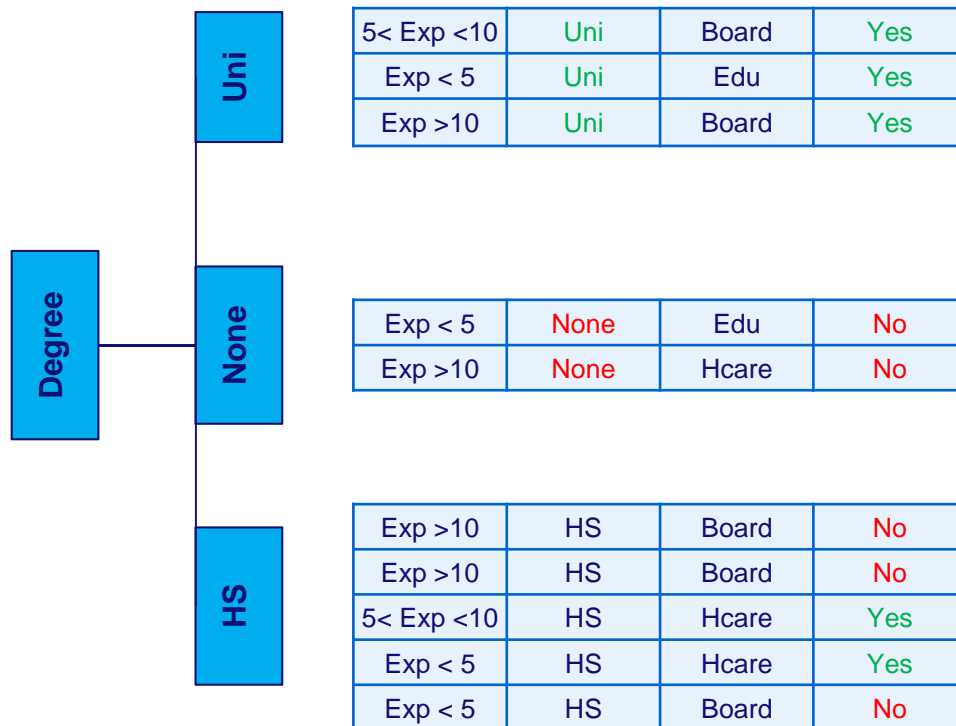 Uni
5< Exp <10 Uni Board Yes
Exp < 5 Uni Edu Yes
Exp >10 Uni Board Yes
Degree
None
Exp < 5 None Edu No
Exp >10 None Hcare No
HS
Exp >10 HS Board No
Exp >10 HS Board No
5< Exp <10 HS Hcare Yes
Exp < 5 HS Hcare Yes
Exp < 5 HS Board No